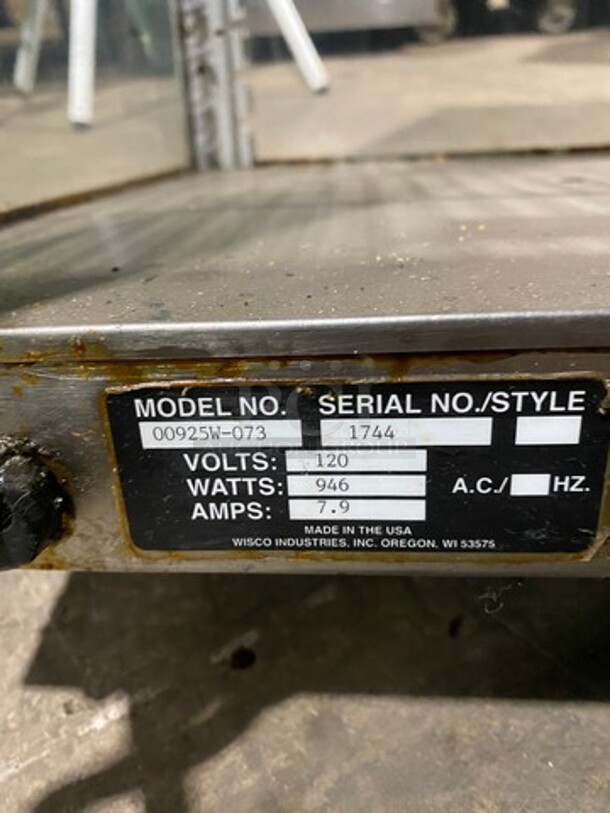 MODEL NO. SERIAL NO./STYLE
00925W-073 1744
VOLTS: 120
WATTS: 946 A.C./ HZ.
AMPS: 7.9
MADE IN THE USA
WISCO INDUSTRIES, INC. OREGON, WI 53575